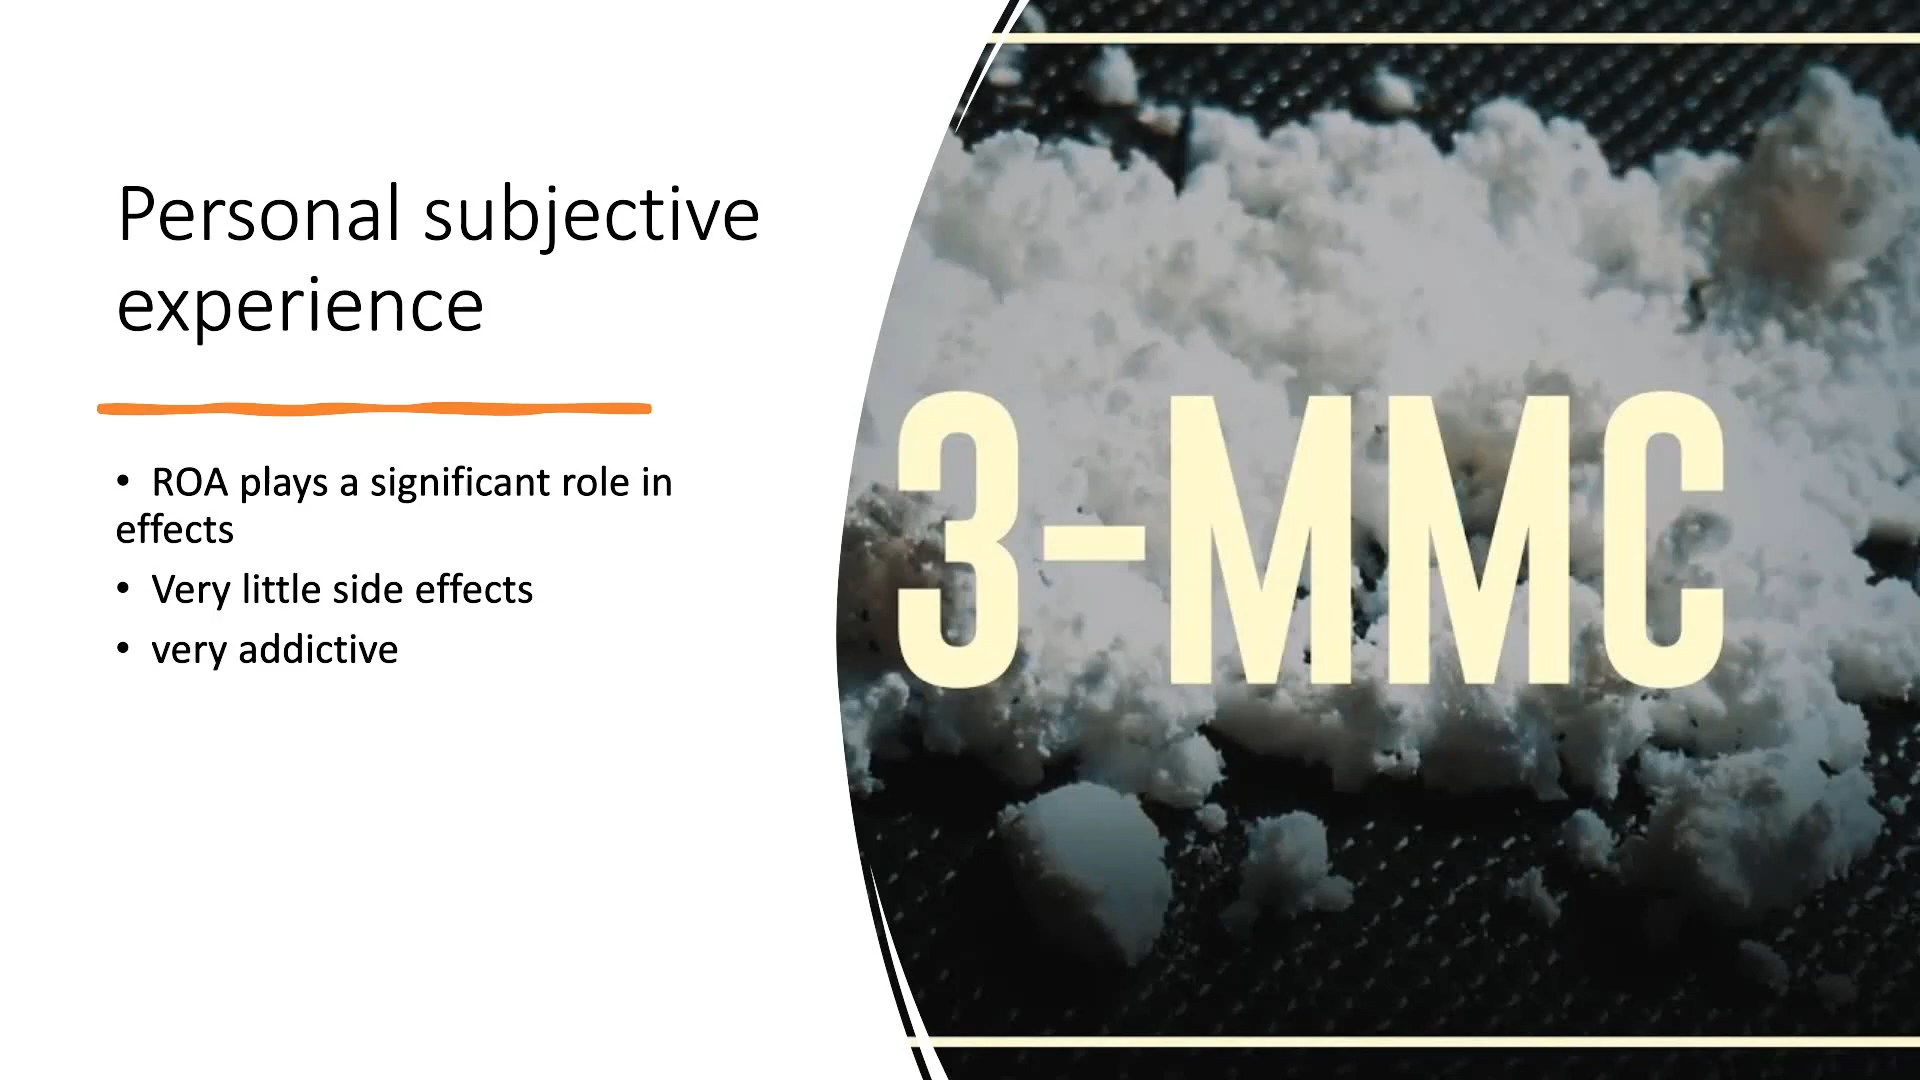 Personal subjective
experience
• ROA plays a significant role in
effects
• Very little side effects
• very addictive
3-MMC